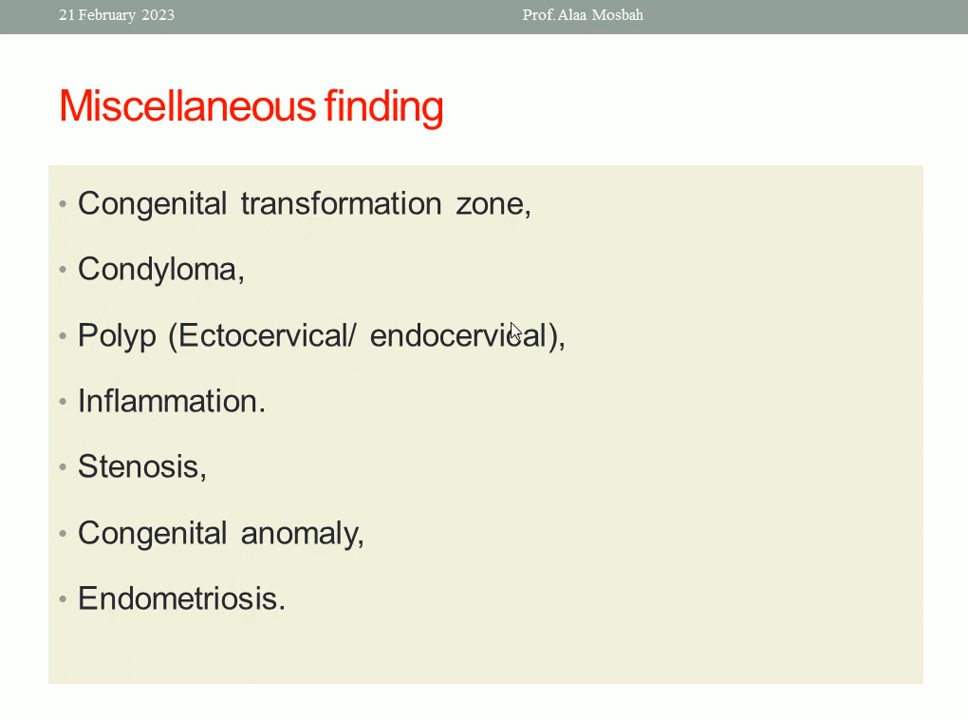 21 February 2023
Prof. Alaa Mosbah
Miscellaneous finding
• Congenital transformation zone,
• Condyloma,
• Polyp (Ectocervical/ endocervical),
• Inflammation.
• Stenosis,
• Congenital anomaly,
• Endometriosis.